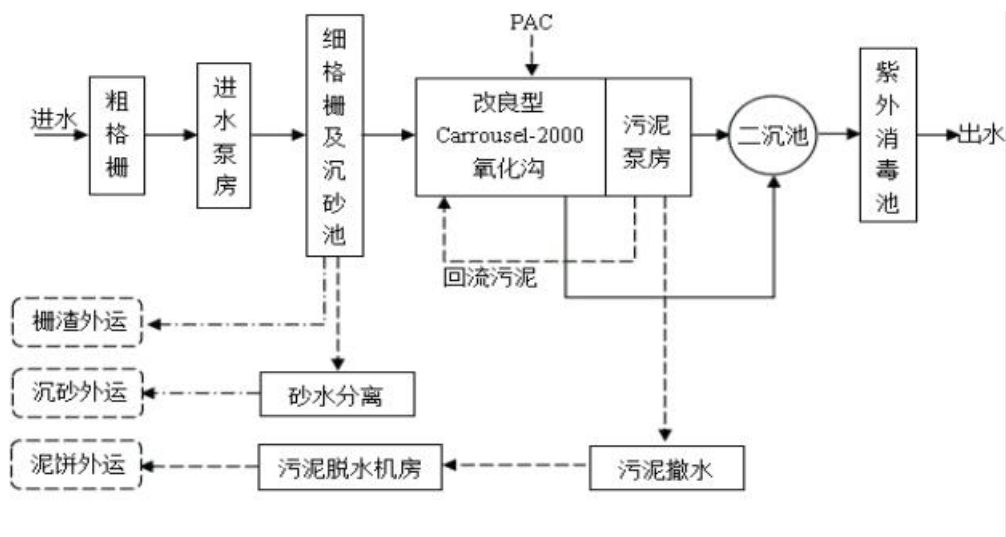 PAC
进水
粗格栅
进水泵房
细格栅及沉砂池
改良型
Carrousel-2000
氧化沟
污泥
泵房
二沉池
紫外消毒池
出水
回流污泥
栅渣外运
沉砂外运
砂水分离
泥饼外运
污泥脱水机房
污泥撤水